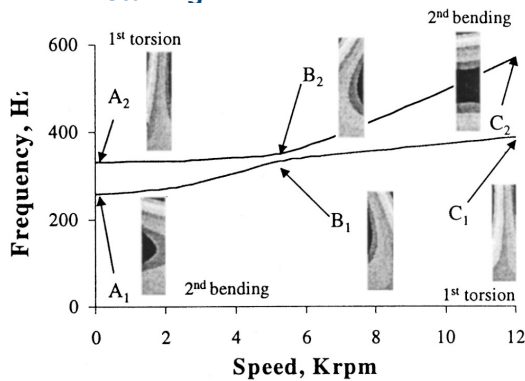 600
400
200
0
Frequency, Hz
1st torsion
2nd bending
A2
B2
C2
A1
B1
C1
2nd bending
1st torsion
0 2 4 6 8 10 12
Speed, Krpm